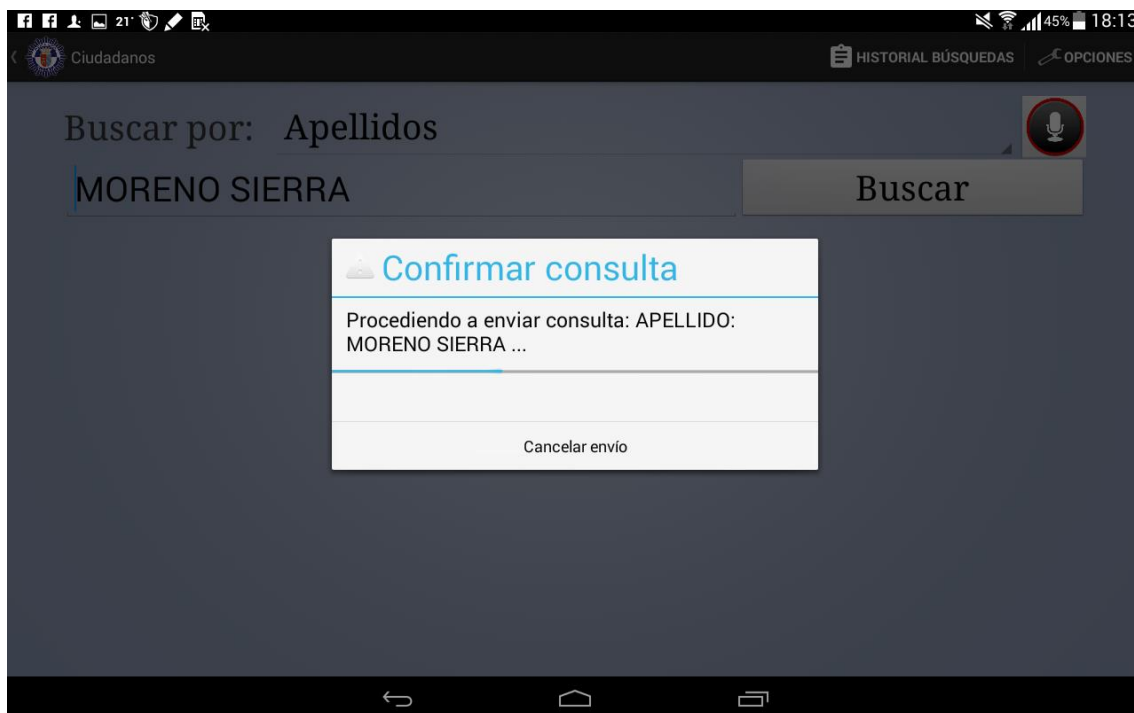 21° 45% 18:13
Ciudadanos HISTORIAL BÚSQUEDAS OPCIONES
Buscar por: Apellidos
MORENO SIERRA Buscar
Confirmar consulta
Procediendo a enviar consulta: APELLIDO:
MORENO SIERRA ...
Cancelar envío